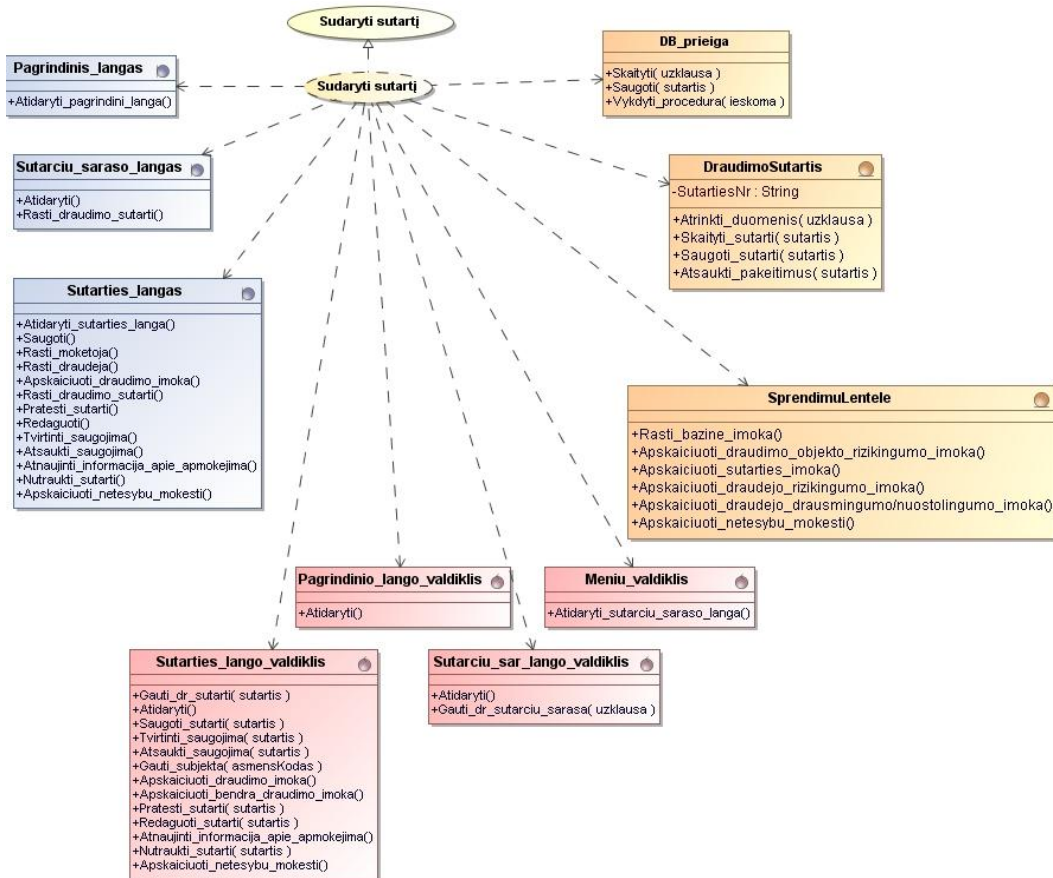 Sudaryti sutartį
Sudaryti sutartį
Pagrindinis_langas
+Atidaryti_pagrindini_langa()
DB_prieiga
+Skaityti( uzklausa )
+Saugoti( sutartis )
+Vykdyti_procedura( ieskoma )
Sutarciu_saraso_langas
+Atidaryti()
+Rasti_draudimo_sutarti()
DraudimoSutartis
-SutartiesNr : String
+Atrinkti_duomenis( uzklausa )
+Skaityti_sutarti( sutartis )
+Saugoti_sutarti( sutartis )
+Atsaukti_pakeitimus( sutartis )
Sutarties_langas
+Atidaryti_sutarties_langa()
+Saugoti()
+Rasti_moketoja()
+Rasti_draudeja()
+Apskaiciuoti_draudimo_imoka()
+Rasti_draudimo_sutarti()
+Pratesti_sutarti()
+Redaguoti()
+Tvirtinti_saugojima()
+Atsaukti_saugojima()
+Atnaujinti_informacija_apie_apmokejima()
+Nutraukti_sutarti()
+Apskaiciuoti_netesybu_mokesti()
SprendimuLentele
+Rasti_bazine_imoka()
+Apskaiciuoti_draudimo_objekto_rizikingumo_imoka()
+Apskaiciuoti_sutarties_imoka()
+Apskaiciuoti_draudejo_rizikingumo_imoka()
+Apskaiciuoti_draudejo_drausmingumo/nuostolingumo_imoka()
+Apskaiciuoti_netesybu_mokesti()
Pagrindinio_lango_valdiklis
+Atidaryti()
Meniu_valdiklis
+Atidaryti_sutarciu_saraso_langa()
Sutarties_lango_valdiklis
+Gauti_dr_sutarti( sutartis )
+Atidaryti()
+Saugoti_sutarti( sutartis )
+Tvirtinti_saugojima( sutartis )
+Atsaukti_saugojima( sutartis )
+Gauti_subjekta( asmensKodas )
+Apskaiciuoti_draudimo_imoka()
+Apskaiciuoti_bendra_draudimo_imoka()
+Pratesti_sutarti( sutartis )
+Redaguoti_sutarti( sutartis )
+Atnaujinti_informacija_apie_apmokejima()
+Nutraukti_sutarti( sutartis )
+Apskaiciuoti_netesybu_mokesti()
Sutarciu_sar_lango_valdiklis
+Atidaryti()
+Gauti_dr_sutarciu_sarasa( uzklausa )